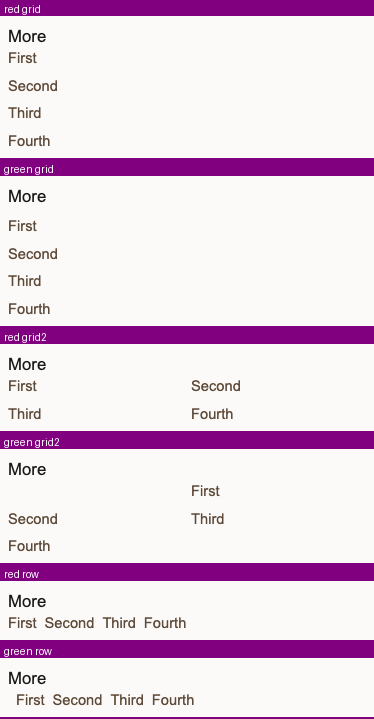 red grid
More
First
Second
Third
Fourth
green grid
More
First
Second
Third
Fourth
red grid2
More
First Second
Third Fourth
green grid2
More
First
Second Third
Fourth
red row
More
First Second Third Fourth
green row
More
First Second Third Fourth